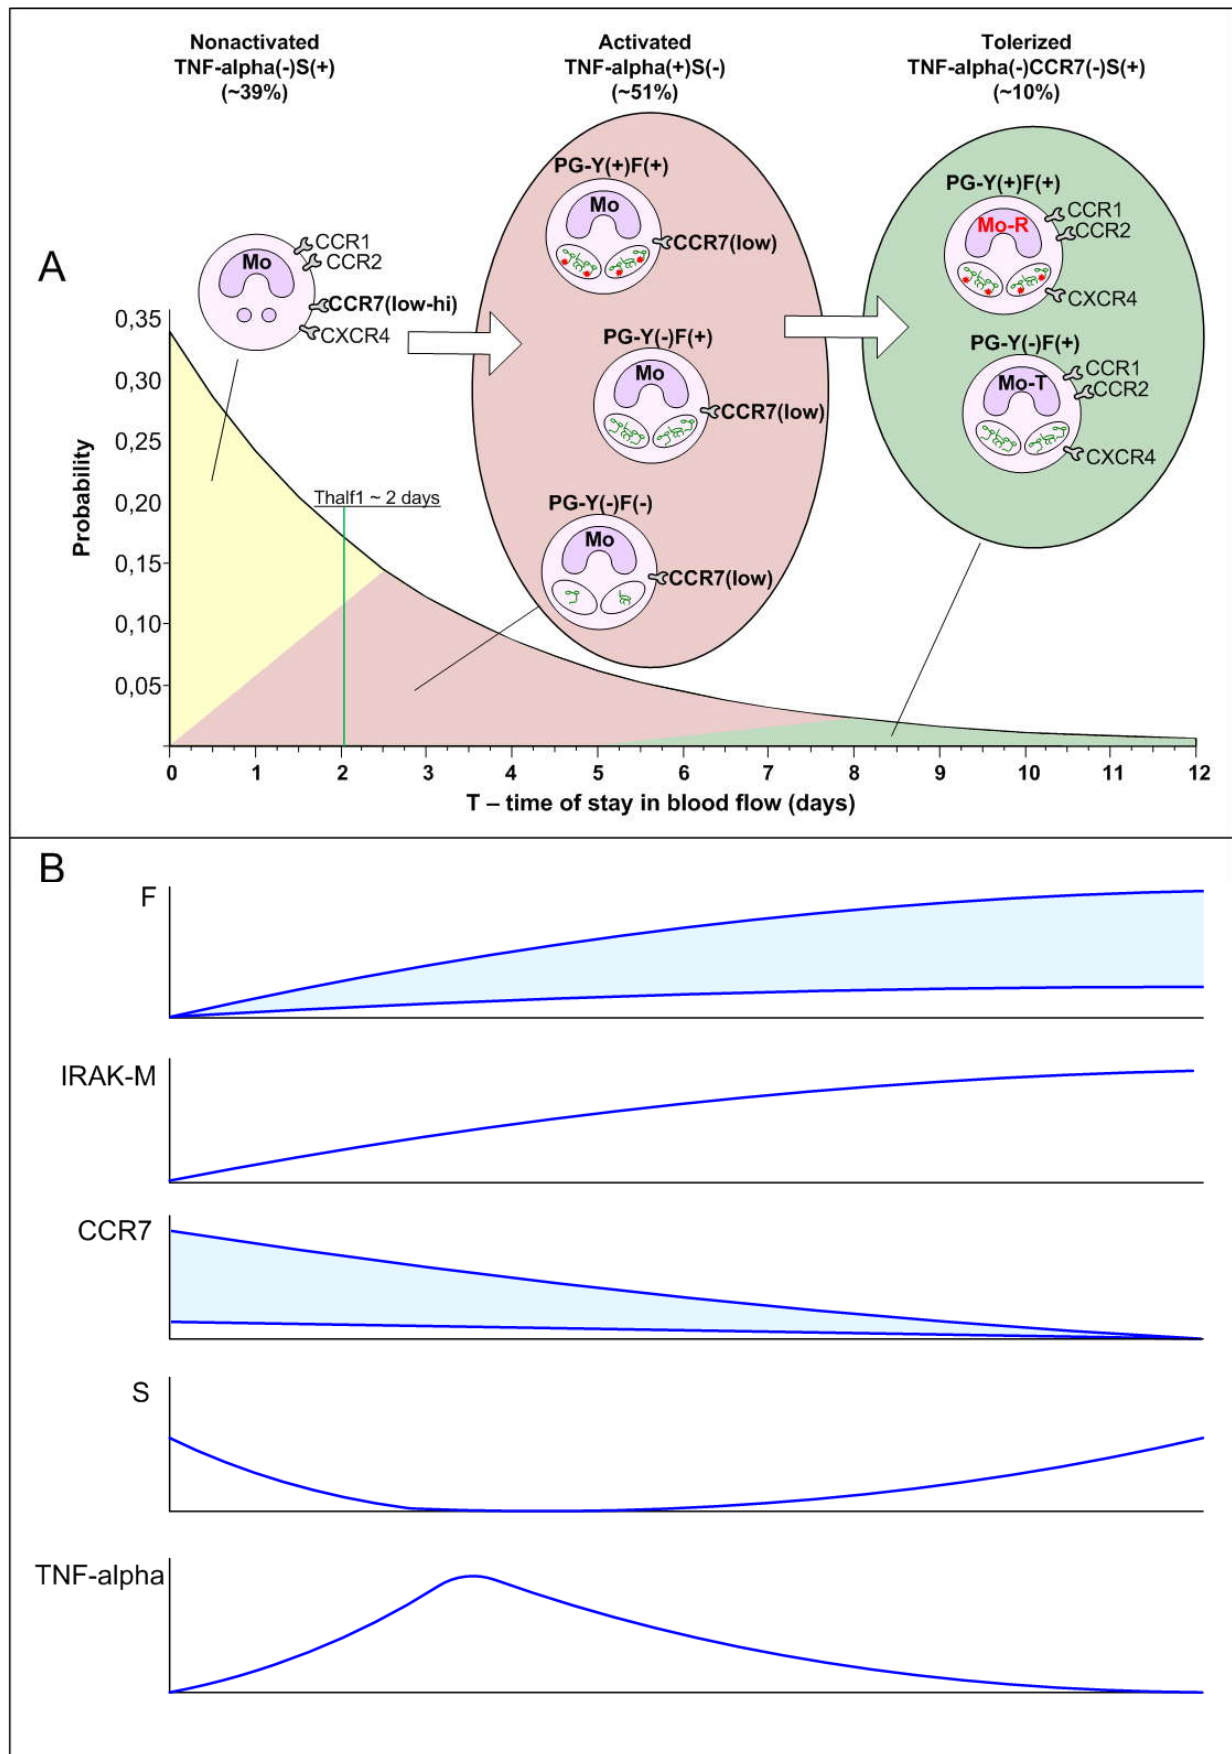 Nonactivated
TNF-alpha(-)S(+)
(~39%)
Activated
TNF-alpha(+)S(-)
(~51%)
Tolerized
TNF-alpha(-)CCR7(-)S(+)
(~10%)
A
Mo
CCR1
CCR2
CCR7(low-hi)
CXCR4
PG-Y(+)F(+)
Mo
CCR7(low)
PG-Y(-)F(+)
Mo
CCR7(low)
PG-Y(-)F(-)
Mo
CCR7(low)
PG-Y(+)F(+)
Mo-R
CCR1
CCR2
CXCR4
PG-Y(-)F(+)
Mo-T
CCR1
CCR2
CXCR4
Probability
0,35
0,30
0,25
0,20
0,15
0,10
0,05
Thalf1 ~ 2 days
0 1 2 3 4 5 6 7 8 9 10 11 12
T – time of stay in blood flow (days)
B
F
IRAK-M
CCR7
S
TNF-alpha